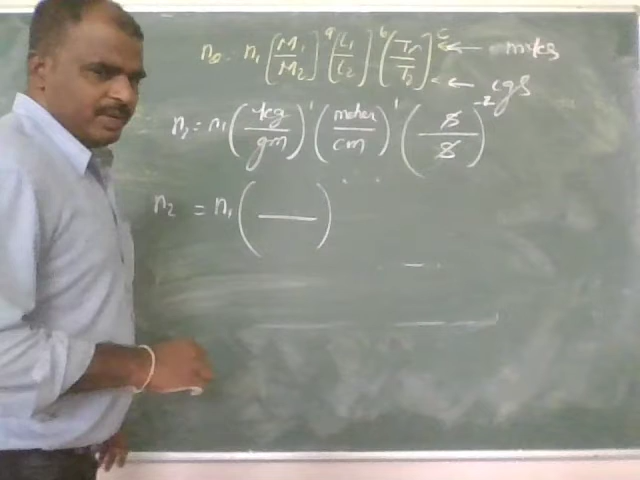 n₂ = n₁ [M₁/M₂]ᵃ [L₁/L₂]ᵇ [T₁/T₂]ᶜ ← mks
← cgs
n₂ = n₁ (kg/gm)¹ (meter/cm)¹ (s/s)⁻²
n₂ = n₁ (—)